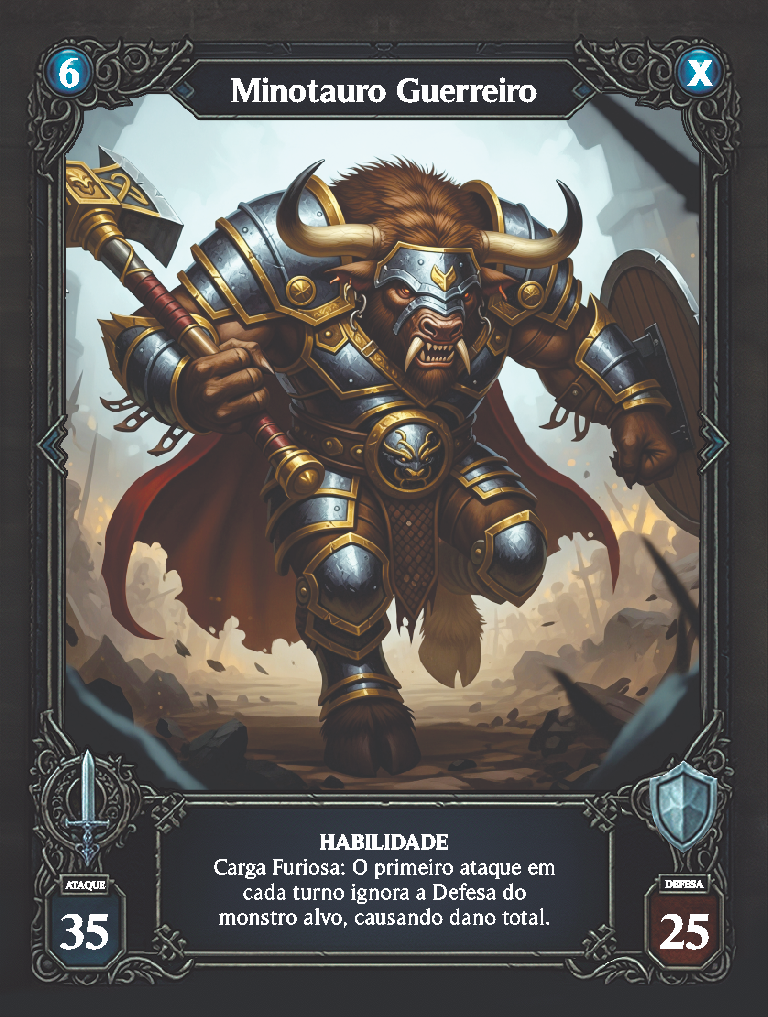 6
Minotauro Guerreiro
X
HABILIDADE
Carga Furiosa: O primeiro ataque em
cada turno ignora a Defesa do
monstro alvo, causando dano total.
ATAQUE
35
DEFESA
25